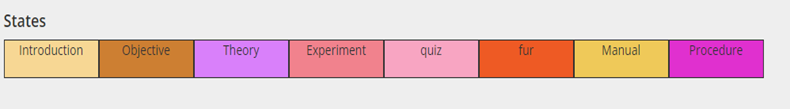 States
Introduction Objective Theory Experiment quiz fur Manual Procedure